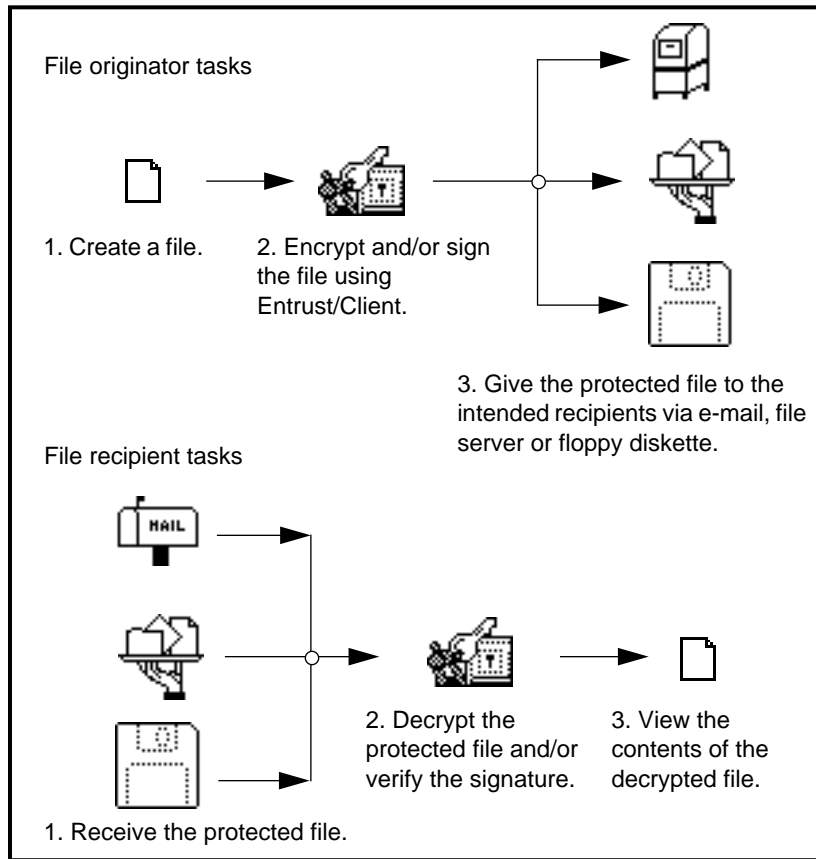 File originator tasks
1. Create a file.
2. Encrypt and/or sign
the file using
Entrust/Client.
3. Give the protected file to the
intended recipients via e-mail, file
server or floppy diskette.
File recipient tasks
MAIL
1. Receive the protected file.
2. Decrypt the
protected file and/or
verify the signature.
3. View the
contents of the
decrypted file.